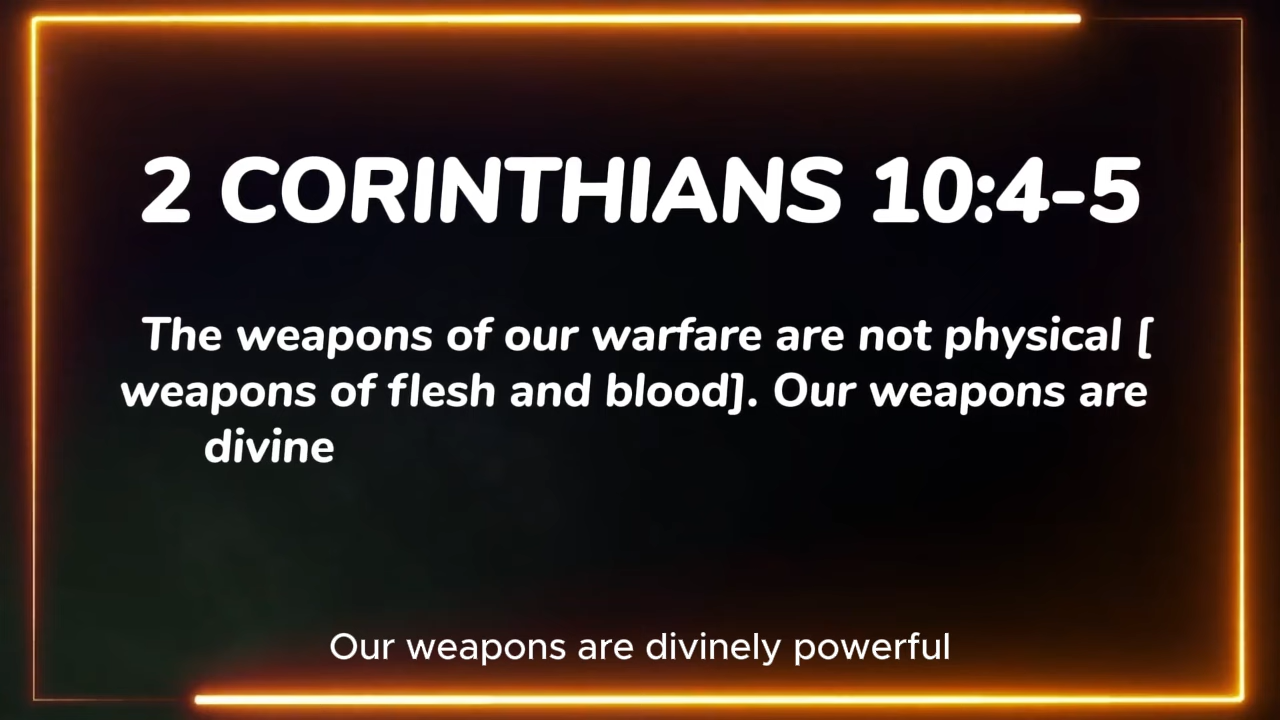 2 CORINTHIANS 10:4-5
The weapons of our warfare are not physical [
weapons of flesh and blood]. Our weapons are
divine
Our weapons are divinely powerful